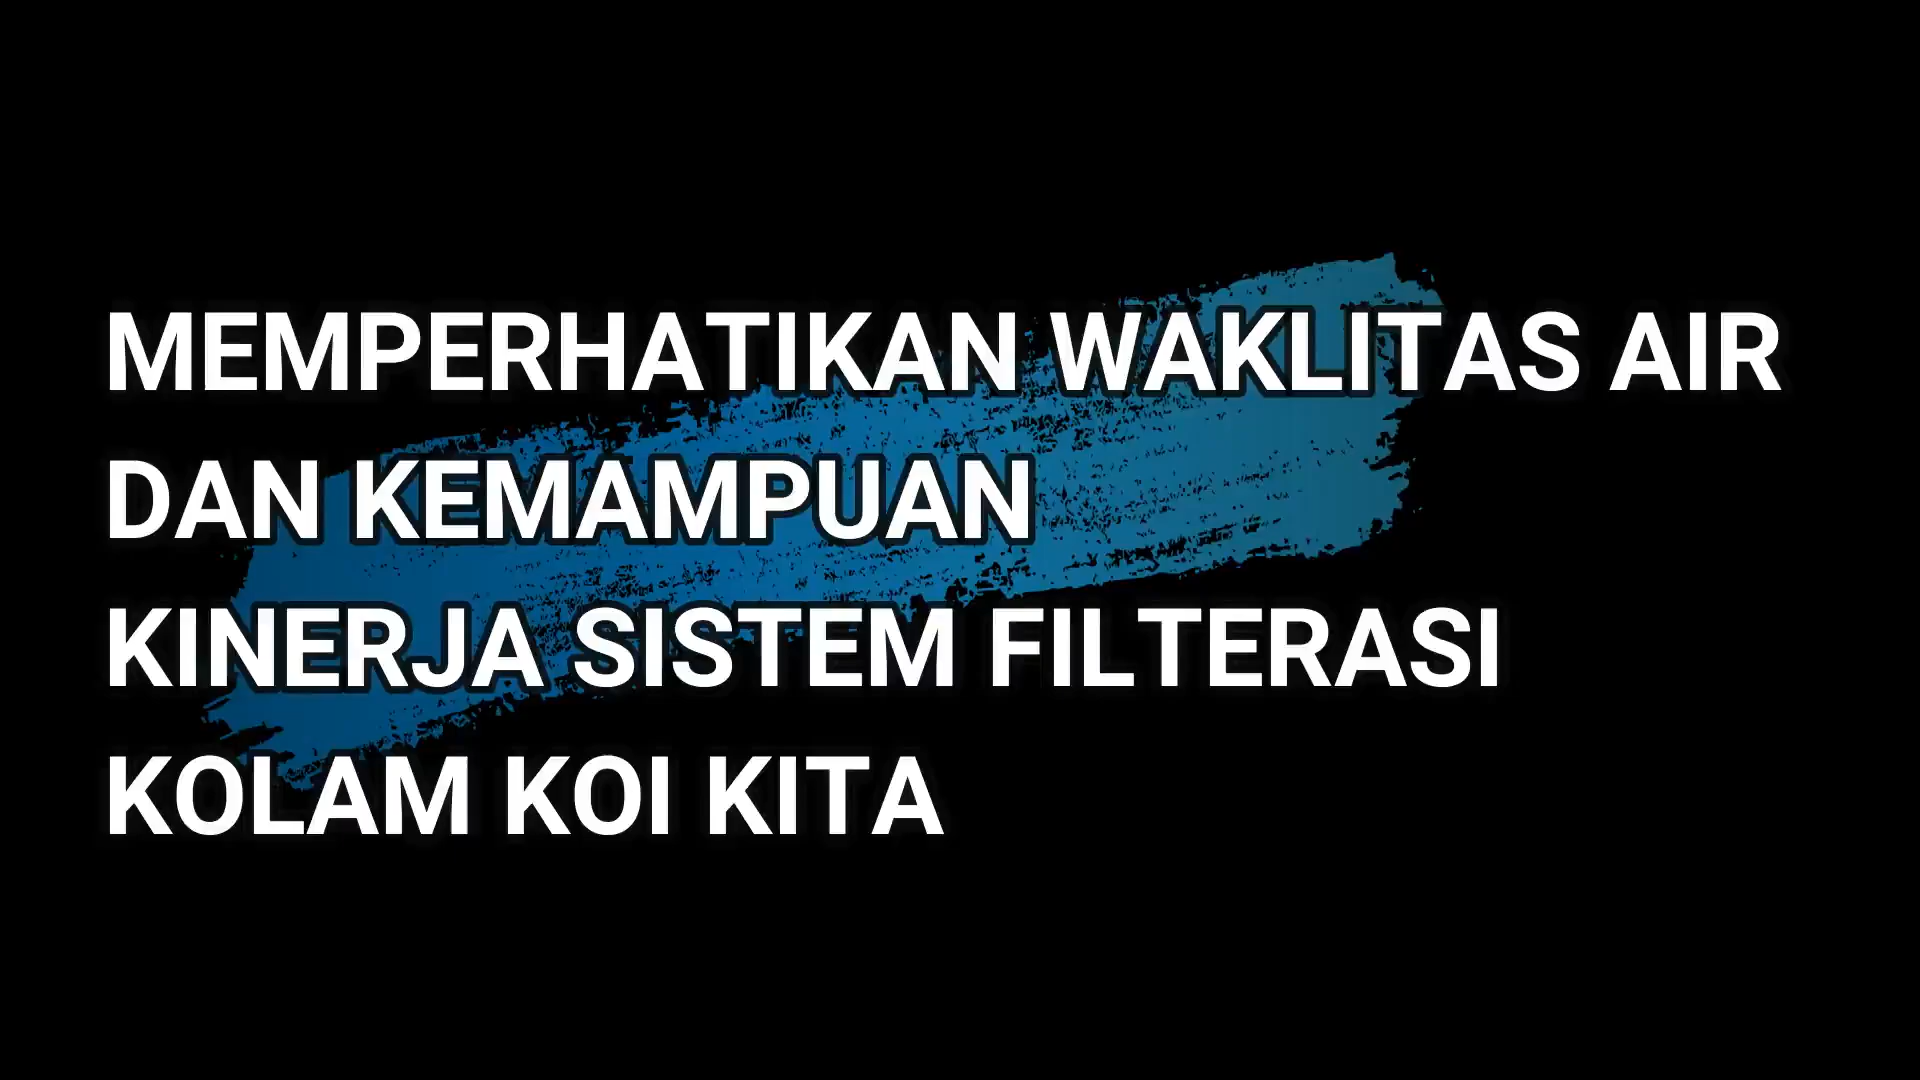 MEMPERHATIKAN WAKLITAS AIR
DAN KEMAMPUAN
KINERJA SISTEM FILTERASI
KOLAM KOI KITA